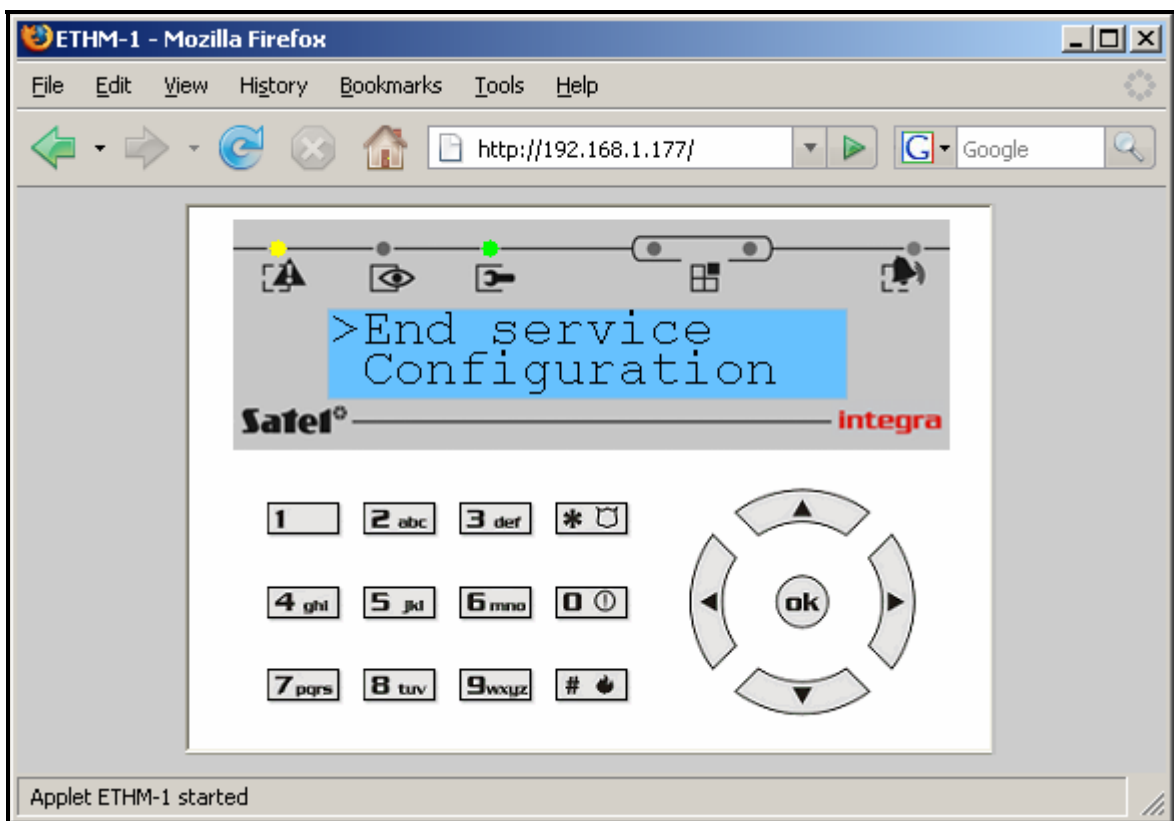 ETHM-1 - Mozilla Firefox
File Edit View History Bookmarks Tools Help
http://192.168.1.177/ G Google
>End service
Configuration
Satel integra
1 2 abc 3 def *
4 ghi 5 jkl 6 mno 0
ok
7 pqrs 8 tuv 9 wxyz #
Applet ETHM-1 started